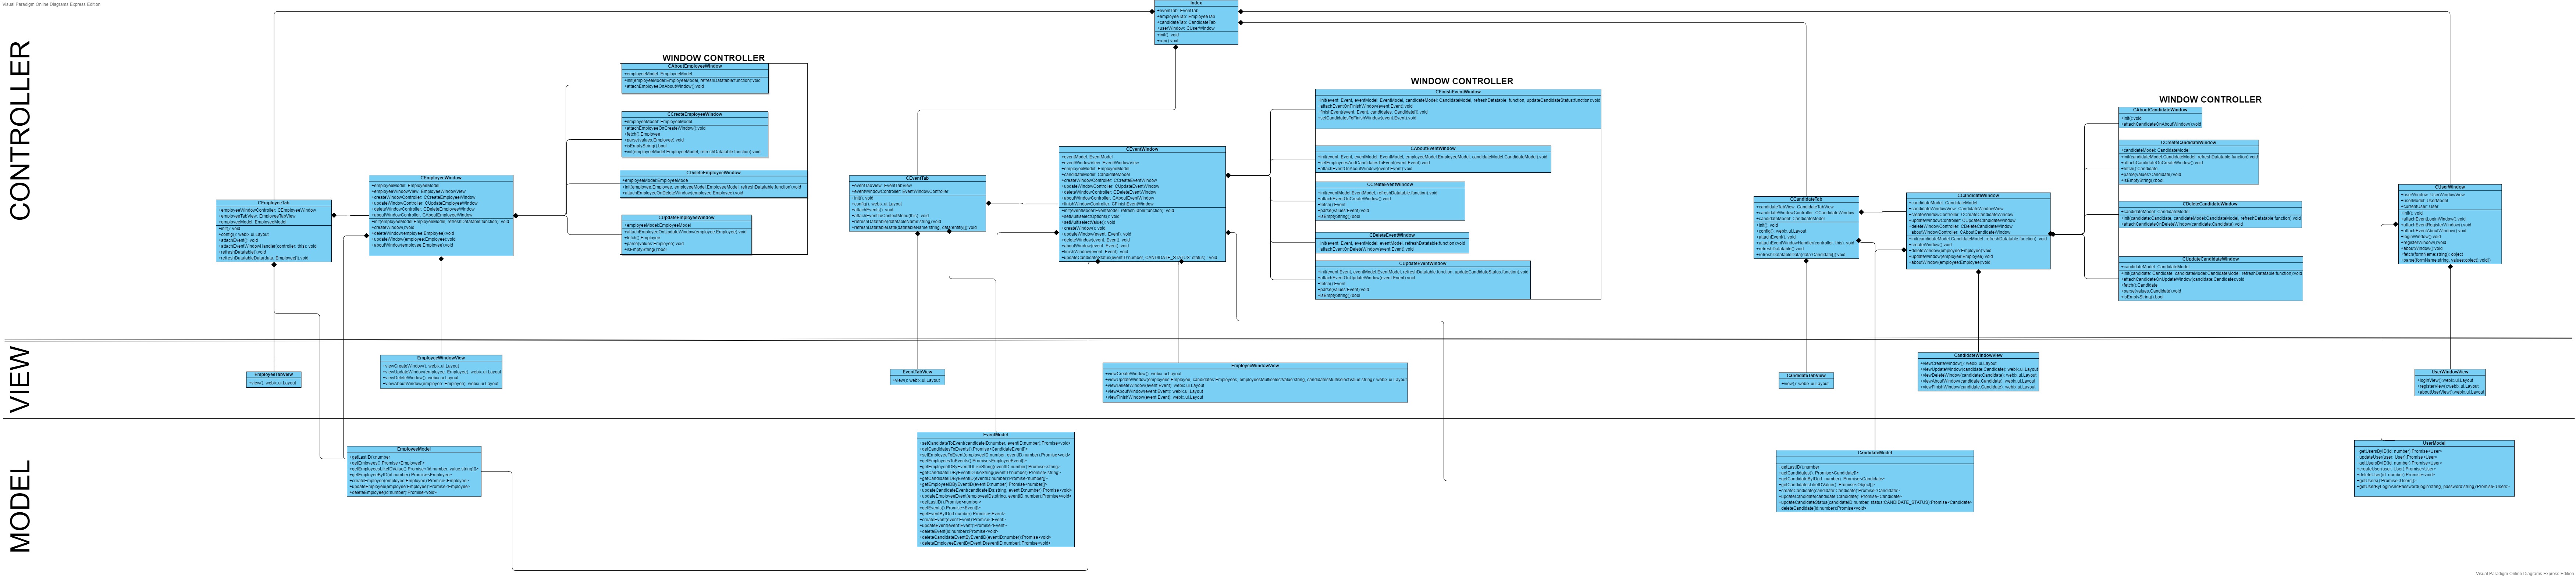 Visual Paradigm Online Diagrams Express Edition
CONTROLLER
Index
+eventTab: EventTab
+employeeTab: EmployeeTab
+candidateTab: CandidateTab
+userWindow: CUserWindow
+init(): void
+run():void
WINDOW CONTROLLER
CAboutEmployeeWindow
+employeeModel: EmployeeModel
+init(employeeModel:EmployeeModel, refreshDatatable:function):void
+attachEmployeeOnAboutWindow():void
CCreateEmployeeWindow
+employeeModel: EmployeeModel
+attachEmployeeOnCreateWindow():void
+fetch():Employee
+parse(values:Employee):void
+isEmptyString():bool
+init(employeeModel:EmployeeModel, refreshDatatable:function):void
CDeleteEmployeeWindow
+init(employee:Employee, employeeModel:EmployeeModel, refreshDatatable:function):void
+attachEmployeeOnDeleteWindow(employee:Employee):void
CUpdateEmployeeWindow
+employeeModel:EmployeeModel
+attachEmployeeOnUpdateWindow(employee:Employee):void
+fetch():Employee
+parse(values:Employee):void
+isEmptyString():bool
CEmployeeTab
+employeeWindowController: CEmployeeWindow
+employeeTabView: EmployeeTabView
+employeeModel: EmployeeModel
+init(): void
+config(): webix.ui.Layout
+attachEvent(): void
+attachEventWindowHandler(controller: this): void
+refreshDatatable():void
+refreshDatatableData(data: Employee[]):void
CEmployeeWindow
+employeeModel: EmployeeModel
+employeeWindowView: EmployeeWindowView
+createWindowController: CCreateEmployeeWindow
+updateWindowController: CUpdateEmployeeWindow
+deleteWindowController: CDeleteEmployeeWindow
+aboutWindowController: CAboutEmployeeWindow
+init(employeeModel:EmployeeModel, refreshDatatable:function):void
+createWindow():void
+deleteWindow(employee:Employee):void
+updateWindow(employee:Employee):void
+aboutWindow(employee:Employee):void
CEventTab
+eventTabView: EventTabView
+eventWindowController: EventWindowController
+init(): void
+config(): webix.ui.Layout
+attachEvents(): void
+attachEventToContextMenu(this): void
+refreshDatatable(datatableName:string):void
+refreshDatatableData(datatableName:string, data:entity[]):void
CEventWindow
+eventModel: EventModel
+eventWindowView: EventWindowView
+employeeModel: EmployeeModel
+candidateModel: CandidateModel
+createWindowController: CCreateEventWindow
+updateWindowController: CUpdateEventWindow
+deleteWindowController: CDeleteEventWindow
+aboutWindowController: CAboutEventWindow
+finishWindowController: CFinishEventWindow
+init(eventModel:EventModel, refreshTable:function):void
+setMultiselectOptions(): void
+setMultiselectValue(): void
+createWindow(): void
+updateWindow(event: Event): void
+deleteWindow(event: Event): void
+aboutWindow(event: Event): void
+finishWindow(event: Event): void
+updateCandidateStatus(eventID:number, CANDIDATE_STATUS: status): void
WINDOW CONTROLLER
CFinishEventWindow
+init(event: Event, eventModel: EventModel, candidateModel: CandidateModel, refreshDatatable: function, updateCandidateStatus:function):void
+attachEventOnFinishWindow(event:Event):void
+finishEvent(event: Event, candidates: Candidate[]):void
+setCandidatesToFinishWindow(event:Event):void
CAboutEventWindow
+init(event: Event, eventModel: EventModel, employeeModel:EmployeeModel, candidateModel:CandidateModel):void
+setEmployeesAndCandidatesToEvent(event:Event):void
+attachEventOnAboutWindow(event:Event):void
CCreateEventWindow
+init(eventModel:EventModel, refreshDatatable:function):void
+attachEventOnCreateWindow():void
+fetch():Event
+parse(values:Event):void
+isEmptyString():bool
CDeleteEventWindow
+init(event: Event, eventModel: eventModel, refreshDatatable:function):void
+attachEventOnDeleteWindow(event:Event):void
CUpdateEventWindow
+init(event:Event, eventModel:EventModel, refreshDatatable:function, updateCandidateStatus:function):void
+attachEventOnUpdateWindow(event:Event):void
+fetch():Event
+parse(values:Event):void
+isEmptyString():bool
CCandidateTab
+candidateTabView: CandidateTabView
+candidateWindowController: CCandidateWindow
+candidateModel: CandidateModel
+init(): void
+config(): webix.ui.Layout
+attachEvent(): void
+attachEventWindowHandler(controller: this): void
+refreshDatatable():void
+refreshDatatableData(data:Candidate[]):void
CCandidateWindow
+candidateModel: CandidateModel
+candidateWindowView: CandidateWindowView
+createWindowController: CCreateCandidateWindow
+updateWindowController: CUpdateCandidateWindow
+deleteWindowController: CDeleteCandidateWindow
+aboutWindowController: CAboutCandidateWindow
+init(candidateModel:CandidateModel, refreshDatatable:function):void
+createWindow():void
+deleteWindow(employee:Employee):void
+updateWindow(employee:Employee):void
+aboutWindow(employee:Employee):void
WINDOW CONTROLLER
CAboutCandidateWindow
+init():void
+attachCandidateOnAboutWindow():void
CCreateCandidateWindow
+candidateModel: CandidateModel
+init(candidateModel:CandidateModel, refreshDatatable:function):void
+attachCandidateOnCreateWindow():void
+fetch():Candidate
+parse(values:Candidate):void
+isEmptyString():bool
CDeleteCandidateWindow
+candidateModel: CandidateModel
+init(candidate:Candidate, candidateModel:CandidateModel, refreshDatatable:function):void
+attachCandidateOnDeleteWindow(candidate:Candidate):void
CUpdateCandidateWindow
+candidateModel: CandidateModel
+init(candidate:Candidate, candidateModel:CandidateModel, refreshDatatable:function):void
+attachCandidateOnUpdateWindow(candidate:Candidate):void
+fetch():Candidate
+parse(values:Candidate):void
+isEmptyString():bool
CUserWindow
+userWindow: UserWindowView
+userModel: UserModel
+currentUser: User
+init(): void
+attachEventLoginWindow():void
+attachEventRegisterWindow():void
+attachEventAboutWindow():void
+loginWindow():void
+registerWindow():void
+aboutWindow():void
+fetch(formName:string): object
+parse(formName:string, values:object):void()
VIEW
EmployeeTabView
+view(): webix.ui.Layout
EmployeeWindowView
+viewCreateWindow(): webix.ui.Layout
+viewUpdateWindow(employee: Employee): webix.ui.Layout
+viewDeleteWindow(): webix.ui.Layout
+viewAboutWindow(employee: Employee): webix.ui.Layout
EventTabView
+view(): webix.ui.Layout
EmployeeWindowView
+viewCreateWindow(): webix.ui.Layout
+viewUpdateWindow(employees:Employee, candidates:Employees, employeesMultiselectValue:string, candidatesMultiselectValue:string): webix.ui.Layout
+viewDeleteWindow(event:Event): webix.ui.Layout
+viewAboutWindow(event:Event): webix.ui.Layout
+viewFinishWindow(event:Event): webix.ui.Layout
CandidateTabView
+view(): webix.ui.Layout
CandidateWindowView
+viewCreateWindow(): webix.ui.Layout
+viewUpdateWindow(candidate:Candidate): webix.ui.Layout
+viewDeleteWindow(candidate:Candidate): webix.ui.Layout
+viewAboutWindow(candidate:Candidate): webix.ui.Layout
+viewFinishWindow(candidate:Candidate): webix.ui.Layout
UserWindowView
+loginView():webix.ui.Layout
+registerView():webix.ui.Layout
+aboutUserView():webix.ui.Layout
MODEL
EmployeeModel
+getLastID():number
+getEmployees():Promise<Employee[]>
+getEmployeeByID(id:number):Promise<Employee>
+createEmployee(employee:Employee):Promise<Employee>
+updateEmployee(employee:Employee):Promise<Employee>
+deleteEmployee(id:number):Promise<void>
EventModel
+setCandidateToEvent(candidateID:number, eventID:number):Promise<void>
+getCandidatesToEvents():Promise<CandidateEvent[]>
+setEmployeeToEvent(employeeID:number, eventID:number):Promise<void>
+getEmployeesToEvents():Promise<EmployeeEvent[]>
+getEmployeeIDByEventIDLikeString(eventID:number):Promise<string>
+getCandidateIDByEventIDLikeString(eventID:number):Promise<string>
+getCandidateIDByEventID(eventID:number):Promise<number[]>
+getEmployeeIDByEventID(eventID:number):Promise<number[]>
+updateCandidateEvent(candidateIDs:string, eventID:number):Promise<void>
+updateEmployeeEvent(employeeIDs:string, eventID:number):Promise<void>
+getLastID():Promise<number>
+getEvents():Promise<Event[]>
+getEventByID(id:number):Promise<Event>
+createEvent(event:Event):Promise<Event>
+updateEvent(event:Event):Promise<Event>
+deleteEvent(id:number):Promise<void>
+deleteCandidateEventByEventID(eventID:number):Promise<void>
+deleteEmployeeEventByEventID(eventID:number):Promise<void>
CandidateModel
+getLastID():number
+getCandidates(): Promise<Candidate[]>
+getCandidateByID(id: number): Promise<Candidate>
+getCandidatesLikeIDValue(): Promise<Object[]>
+createCandidate(candidate:Candidate):Promise<Candidate>
+updateCandidate(candidate:Candidate): Promise<Candidate>
+updateCandidateStatus(candidateID:number, status:CANDIDATE_STATUS):Promise<Candidate>
+deleteCandidate(id:number):Promise<void>
UserModel
+getUsersByID(id: number):Promise<User>
+updateUser(user: User):Promise<User>
+getUsersByID(id: number):Promise<User>
+createUser(user: User):Promise<User>
+deleteUser(id: number):Promise<void>
+getUsers():Promise<Users[]>
+getUserByLoginAndPassword(login:string, password:string):Promise<Users>
Visual Paradigm Online Diagrams Express Edition